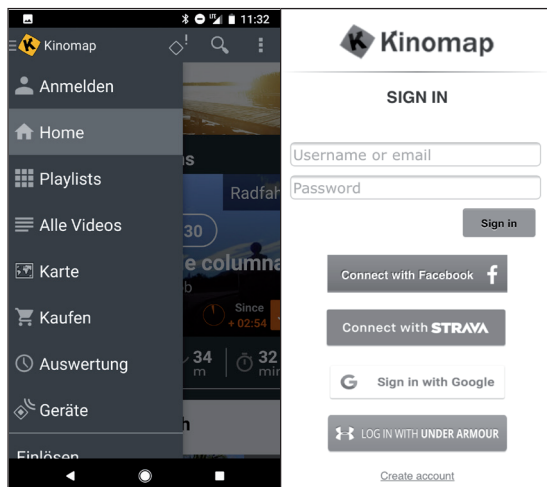 11:32
Kinomap
Anmelden
Home
Playlists
Alle Videos
Karte
Kaufen
Auswertung
Geräte
Einlösen
Radfah
30
e columna
Since
+ 02:54
34
m
32
min
Kinomap
SIGN IN
Username or email
Password
Sign in
Connect with Facebook f
Connect with STRAVA
G Sign in with Google
LOG IN WITH UNDER ARMOUR
Create account